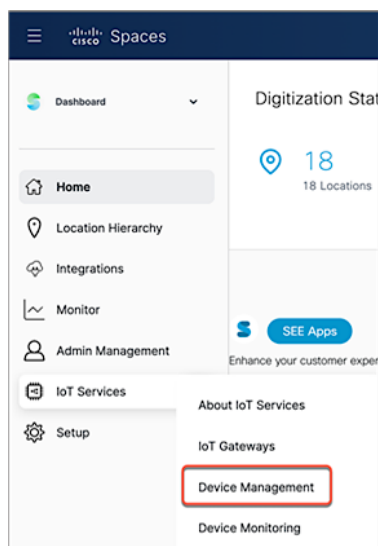 cisco Spaces
Dashboard
Digitization Stat
18
18 Locations
Home
Location Hierarchy
Integrations
Monitor
SEE Apps
Admin Management
Enhance your customer exper
IoT Services
About IoT Services
Setup
IoT Gateways
Device Management
Device Monitoring